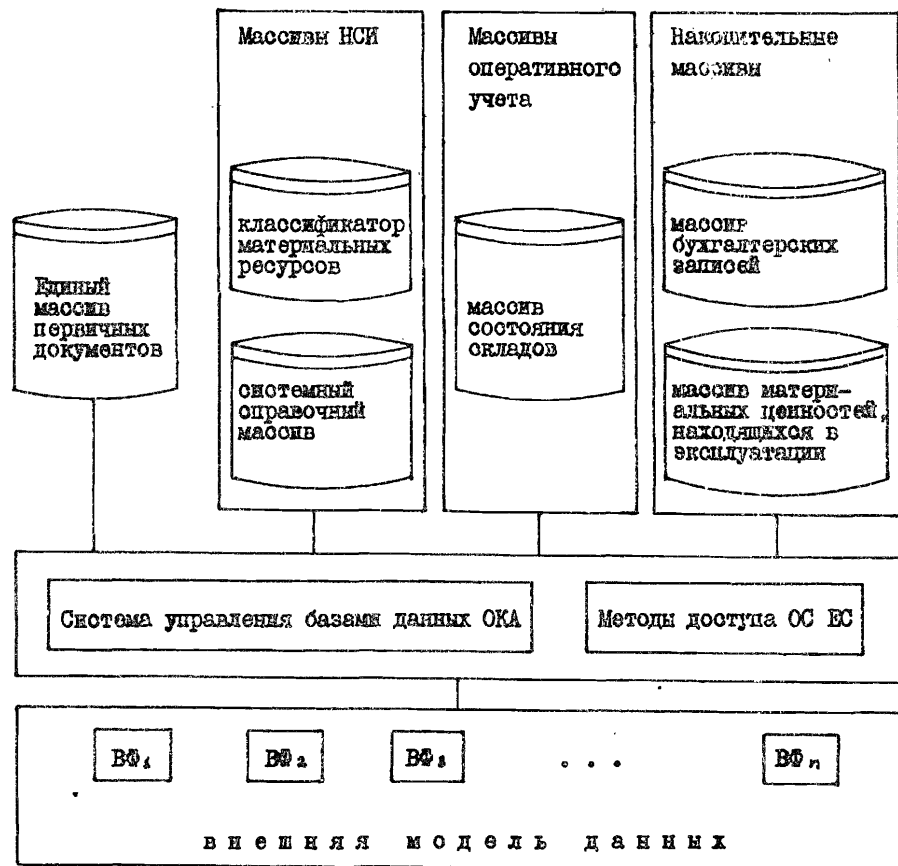 Массивы НСИ
Массивы
оперативного
учета
Накопительные
массивы
классификатор
материальных
ресурсов
массив
бухгалтерских
записей
Единый
массив
первичных
документов
массив
состояния
складов
системный
справочный
массив
массив матери-
альных ценностей,
находящихся в
эксплуатации
Система управления базами данных ОКА
Методы доступа ОС ЕС
ВФ1
ВФ2
ВФ3
...
ВФn
внешняя модель данных